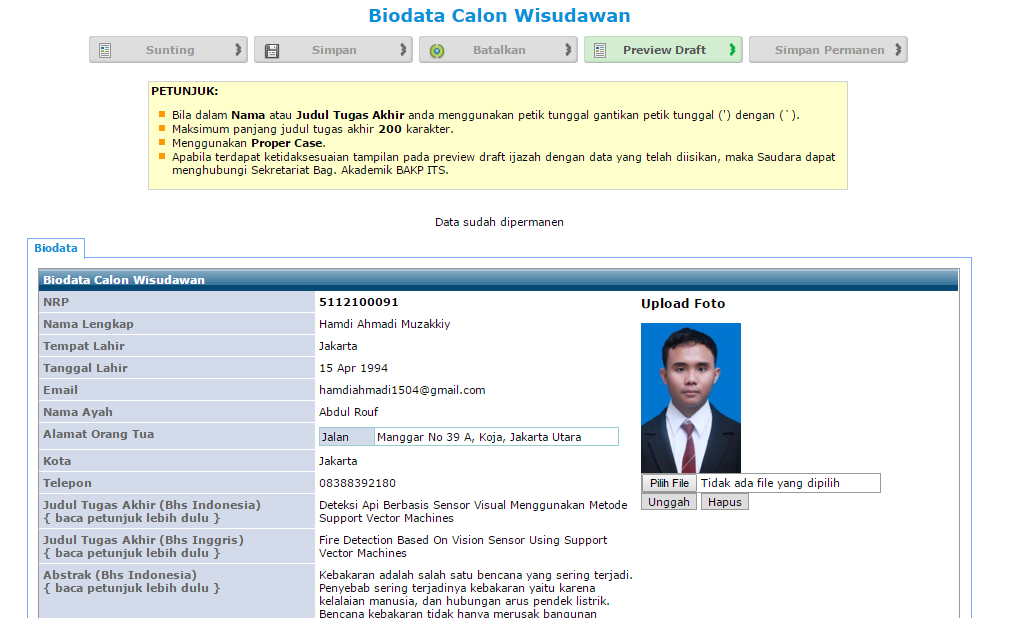 Biodata Calon Wisudawan
Sunting Simpan Batalkan Preview Draft Simpan Permanen
PETUNJUK:
Bila dalam Nama atau Judul Tugas Akhir anda menggunakan petik tunggal gantikan petik tunggal (') dengan (`).
Maksimum panjang judul tugas akhir 200 karakter.
Menggunakan Proper Case.
Apabila terdapat ketidaksesuaian tampilan pada preview draft ijazah dengan data yang telah diisikan, maka Saudara dapat
menghubungi Sekretariat Bag. Akademik BAKP ITS.
Data sudah dipermanen
Biodata
Biodata Calon Wisudawan
NRP 5112100091
Nama Lengkap Hamdi Ahmadi Muzakkiy
Tempat Lahir Jakarta
Tanggal Lahir 15 Apr 1994
Email hamdiahmadi1504@gmail.com
Nama Ayah Abdul Rouf
Alamat Orang Tua Jalan Manggar No 39 A, Koja, Jakarta Utara
Kota Jakarta
Telepon 08388392180
Judul Tugas Akhir (Bhs Indonesia)
{ baca petunjuk lebih dulu }
Deteksi Api Berbasis Sensor Visual Menggunakan Metode
Support Vector Machines
Judul Tugas Akhir (Bhs Inggris)
{ baca petunjuk lebih dulu }
Fire Detection Based On Vision Sensor Using Support
Vector Machines
Abstrak (Bhs Indonesia)
{ baca petunjuk lebih dulu }
Kebakaran adalah salah satu bencana yang sering terjadi.
Penyebab sering terjadinya kebakaran yaitu karena
kelalaian manusia, dan hubungan arus pendek listrik.
Bencana kebakaran tidak hanya merusak bangunan
Upload Foto
Pilih File Tidak ada file yang dipilih
Unggah Hapus